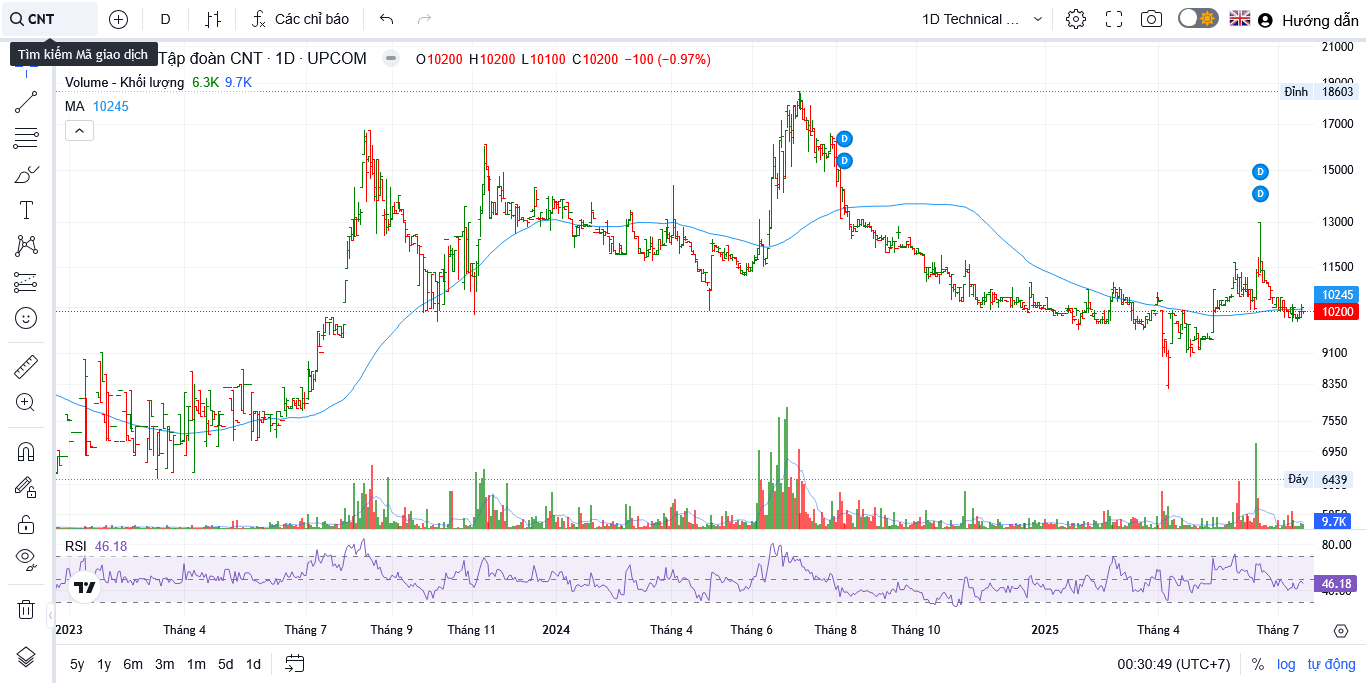 CNT
D
Các chỉ báo
1D Technical ...
Hướng dẫn
Tìm kiếm Mã giao dịch
Tập đoàn CNT · 1D · UPCOM
O10200 H10200 L10100 C10200 −100 (−0.97%)
Volume - Khối lượng 6.3K 9.7K
MA 10245
21000
19000
Đỉnh 18603
17000
15000
13000
11500
10245
10200
9100
8350
7550
6950
Đáy 6439
9.7K
D
D
D
D
RSI 46.18
80.00
46.18
40.00
2023 Tháng 4 Tháng 7 Tháng 9 Tháng 11 2024 Tháng 4 Tháng 6 Tháng 8 Tháng 10 2025 Tháng 4 Tháng 7
5y 1y 6m 3m 1m 5d 1d
00:30:49 (UTC+7) % log tự động